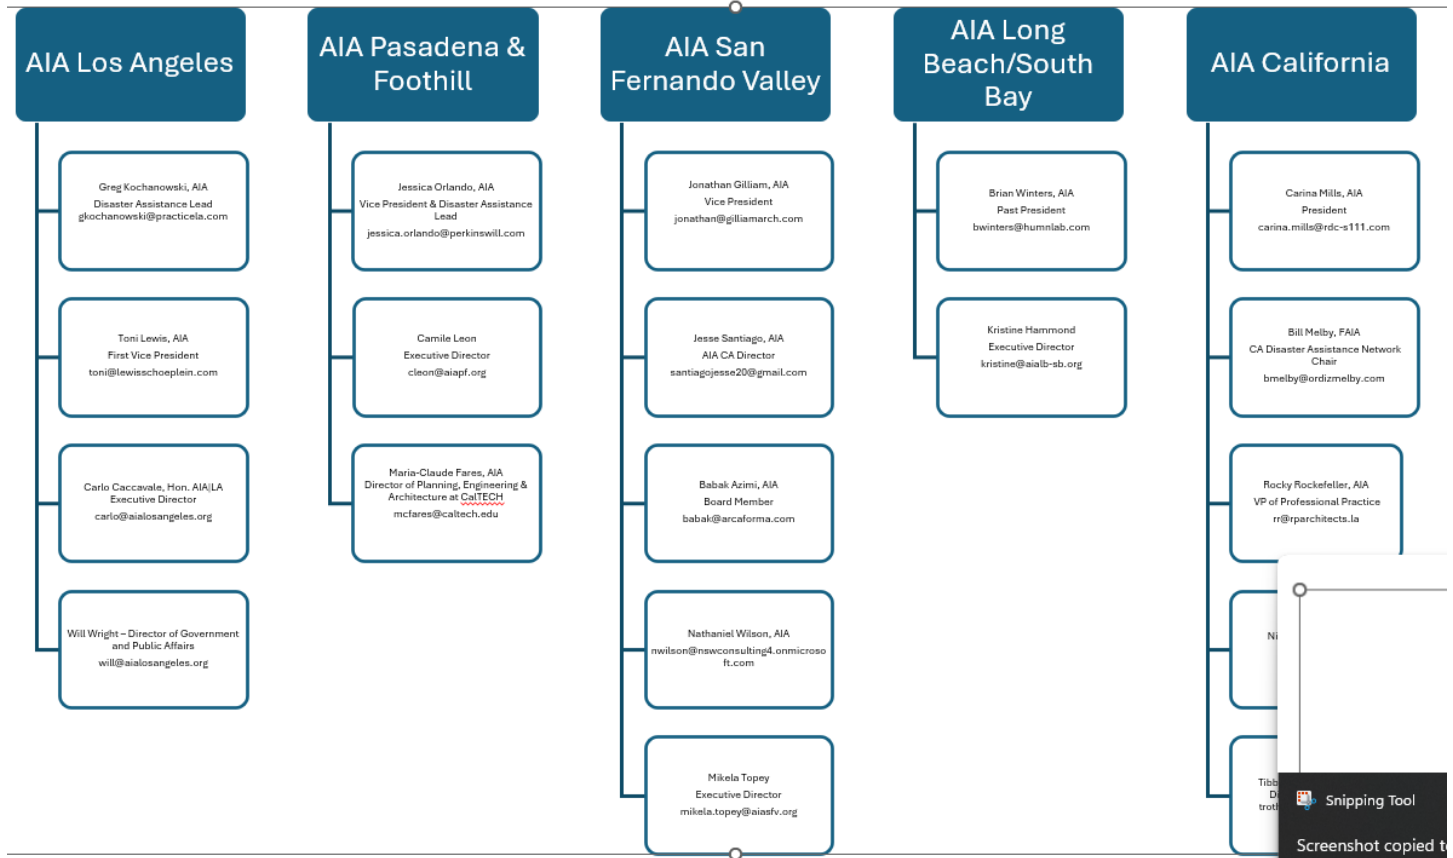 AIA Los Angeles
Greg Kochanowski, AIA
Disaster Assistance Lead
gkochanowski@practicela.com
Toni Lewis, AIA
First Vice President
toni@lewisschoeplein.com
Carlo Caccavale, Hon. AIA|LA
Executive Director
carlo@aialosangeles.org
Will Wright – Director of Government
and Public Affairs
will@aialosangeles.org
AIA Pasadena &
Foothill
Jessica Orlando, AIA
Vice President & Disaster Assistance
Lead
jessica.orlando@perkinswill.com
Camile Leon
Executive Director
cleon@aiapf.org
Maria-Claude Fares, AIA
Director of Planning, Engineering &
Architecture at CalTECH
mcfares@caltech.edu
AIA San
Fernando Valley
Jonathan Gilliam, AIA
Vice President
jonathan@gilliamarch.com
Jesse Santiago, AIA
AIA CA Director
santiagojesse20@gmail.com
Babak Azimi, AIA
Board Member
babak@arcaforma.com
Nathaniel Wilson, AIA
nwilson@nswconsulting4.onmicroso
ft.com
Mikela Topey
Executive Director
mikela.topey@aiasfv.org
AIA Long
Beach/South
Bay
Brian Winters, AIA
Past President
bwinters@humnlab.com
Kristine Hammond
Executive Director
kristine@aialb-sb.org
AIA California
Carina Mills, AIA
President
carina.mills@rdc-s111.com
Bill Melby, FAIA
CA Disaster Assistance Network
Chair
bmelby@ordizmelby.com
Rocky Rockefeller, AIA
VP of Professional Practice
rr@rparchitects.la
Snipping Tool
Screenshot copied